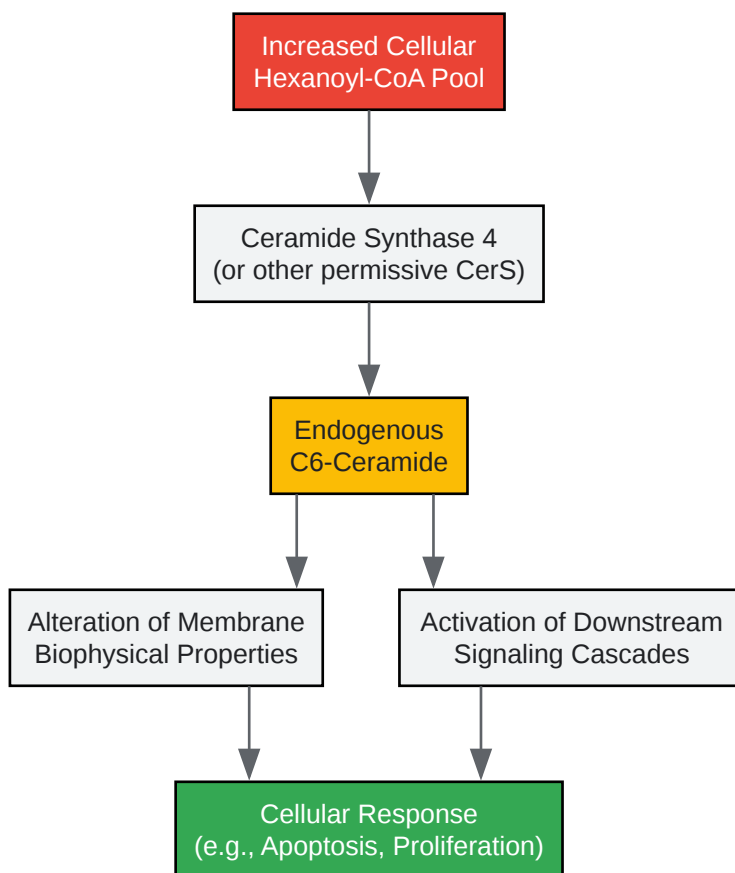 Increased Cellular
Hexanoyl-CoA Pool
Ceramide Synthase 4
(or other permissive CerS)
Endogenous
C6-Ceramide
Alteration of Membrane
Biophysical Properties
Activation of Downstream
Signaling Cascades
Cellular Response
(e.g., Apoptosis, Proliferation)